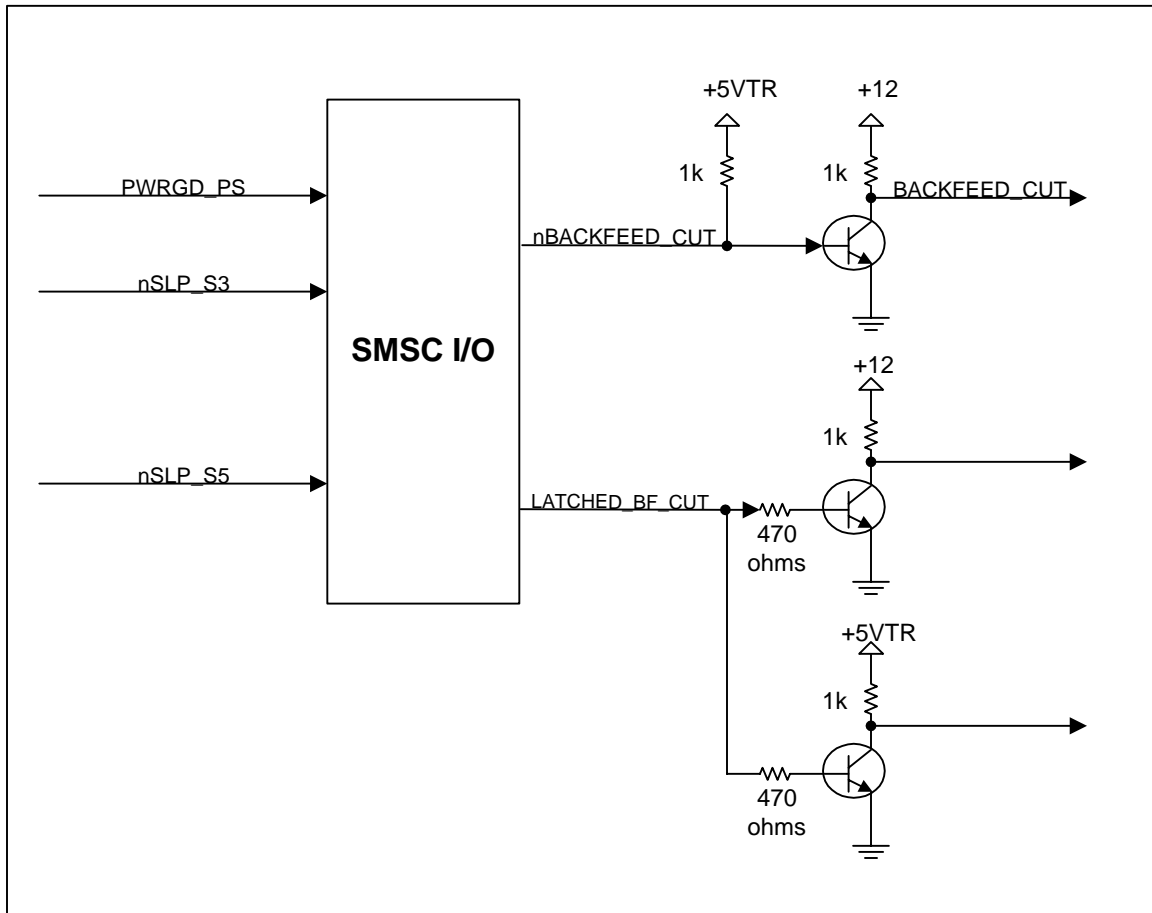 +5VTR
+12
1k
1k
PWRGD_PS
BACKFEED_CUT
nBACKFEED_CUT
nSLP_S3
SMSC I/O
+12
1k
nSLP_S5
LATCHED_BF_CUT
470
ohms
+5VTR
1k
470
ohms